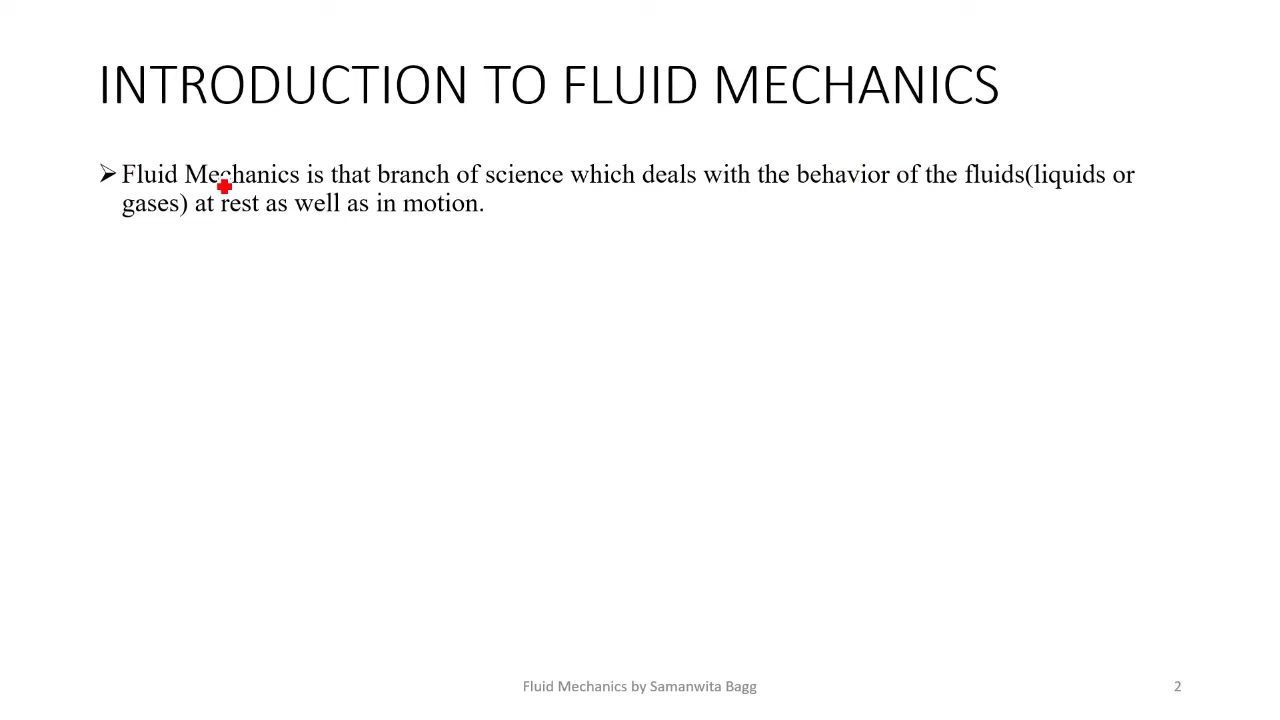 INTRODUCTION TO FLUID MECHANICS
➢Fluid Mechanics is that branch of science which deals with the behavior of the fluids(liquids or
gases) at rest as well as in motion.
Fluid Mechanics by Samanwita Bagg
2